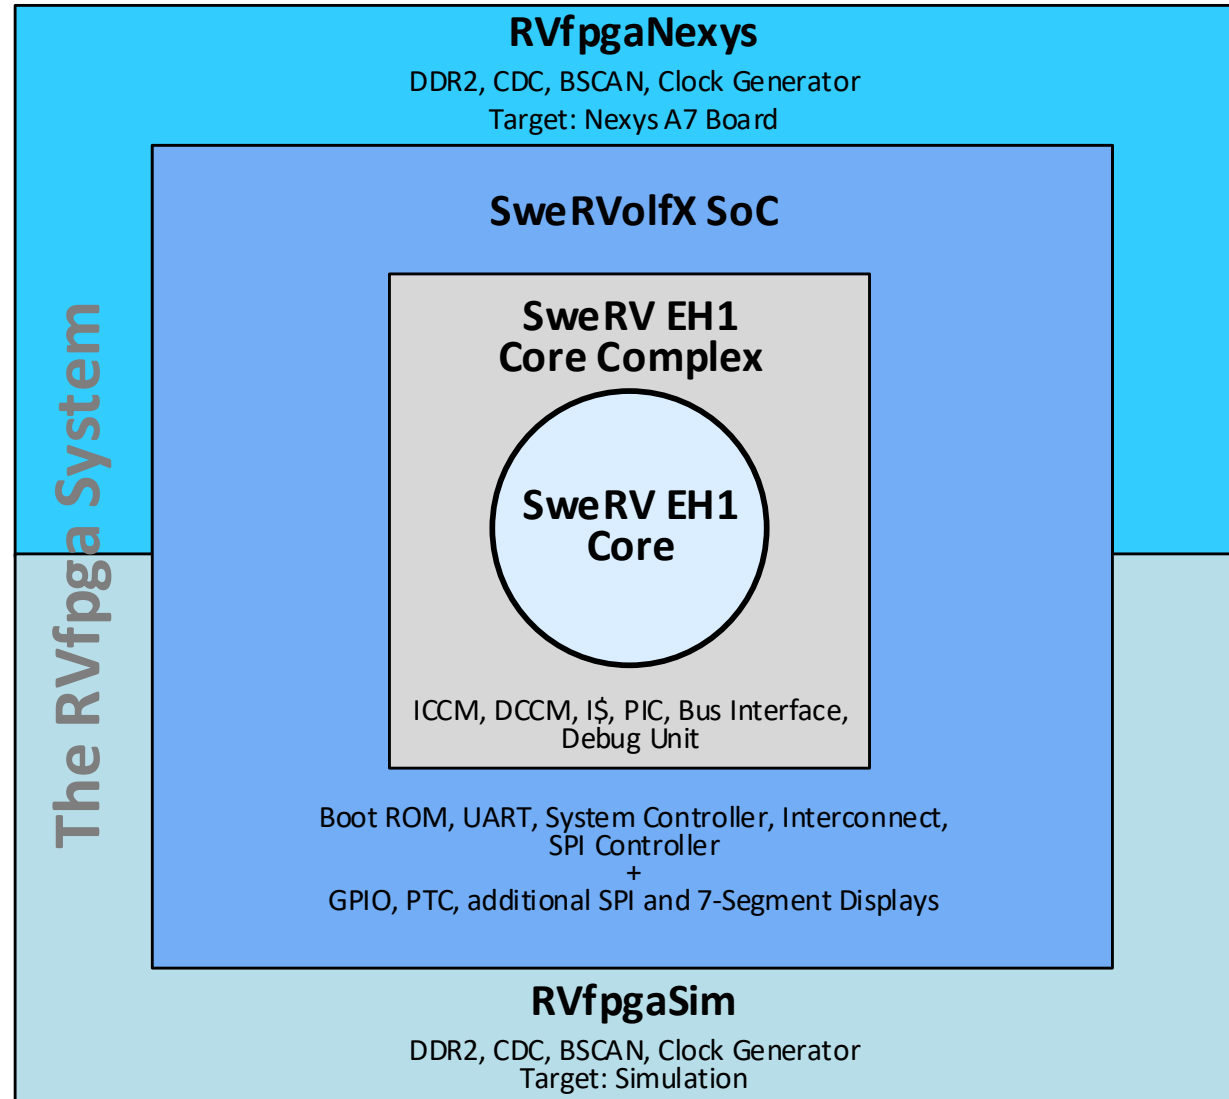 RVfpgaNexys
DDR2, CDC, BSCAN, Clock Generator
Target: Nexys A7 Board
SweRVolfX SoC
SweRV EH1
Core Complex
SweRV EH1
Core
ICCM, DCCM, I$, PIC, Bus Interface,
Debug Unit
Boot ROM, UART, System Controller, Interconnect,
SPI Controller
+
GPIO, PTC, additional SPI and 7-Segment Displays
RVfpgaSim
DDR2, CDC, BSCAN, Clock Generator
Target: Simulation
The RVfpga System